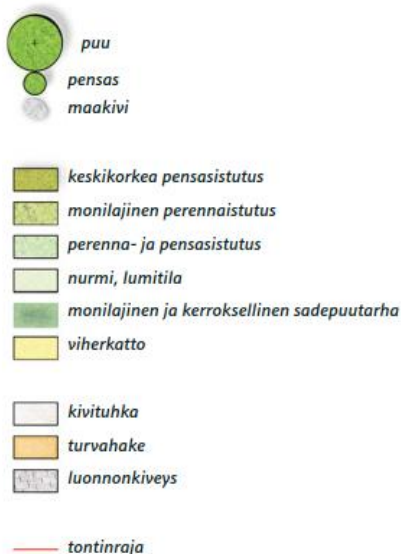 puu
pensas
maakivi
keskikorkea pensasistutus
monilajinen perennaistutus
perenna- ja pensasistutus
nurmi, lumitila
monilajinen ja kerroksellinen sadepuutarha
viherkatto
kivituhka
turvahake
luonnonkiveys
tontinraja